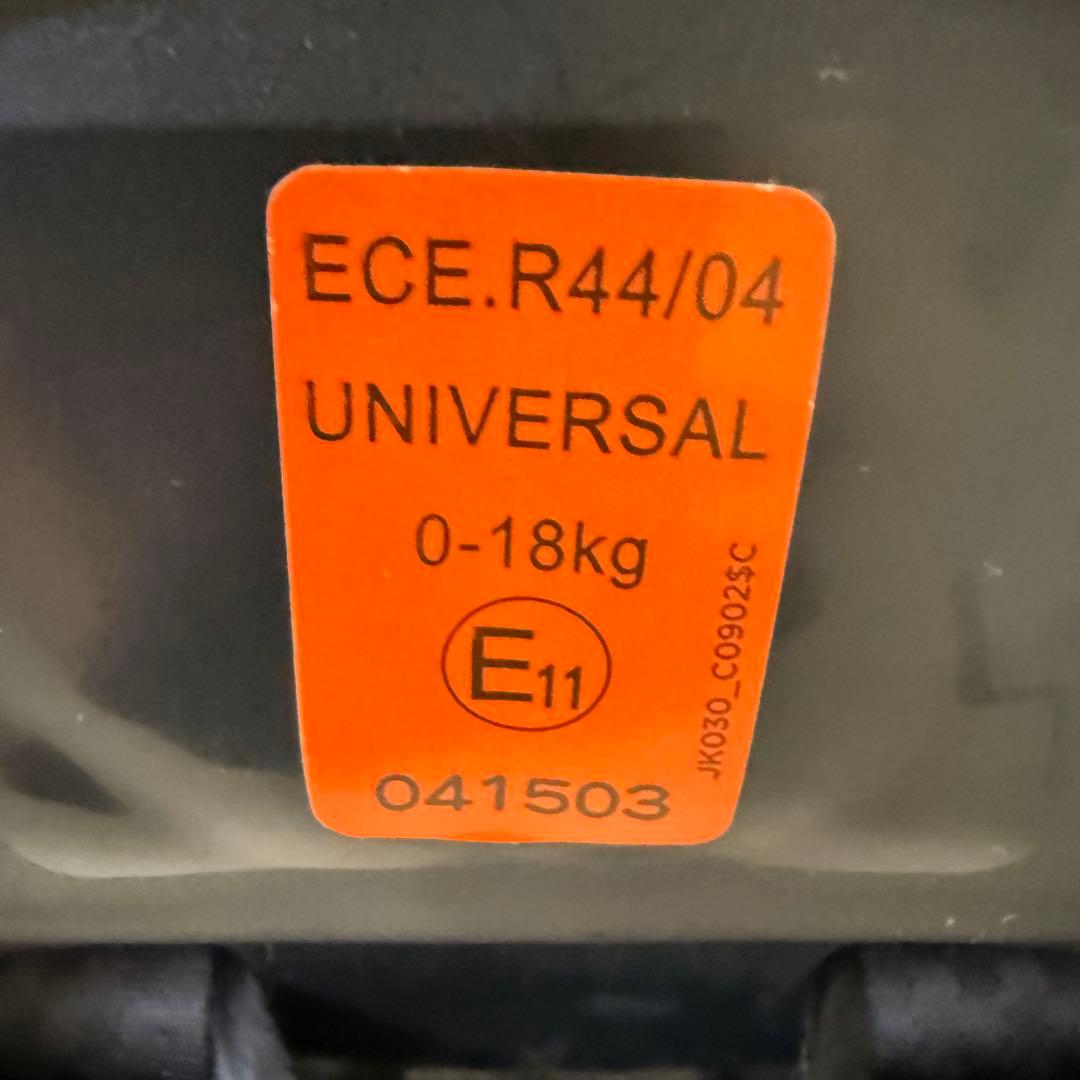 ECE.R44/04
UNIVERSAL
0-18kg
E11
041503
JK030_C0902$C